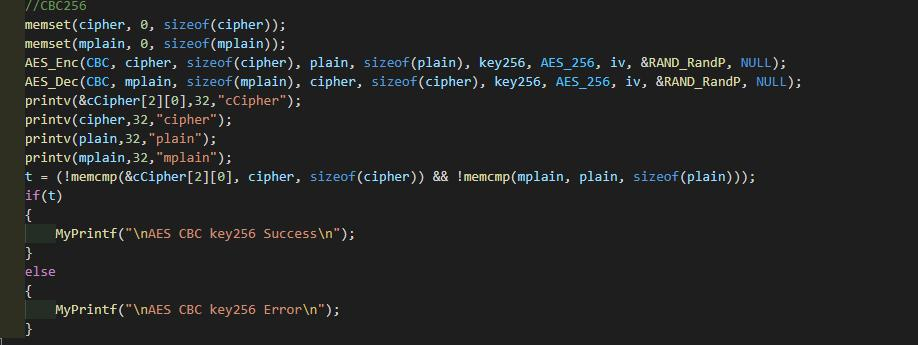 //CBC256
memset(cipher, 0, sizeof(cipher));
memset(mplain, 0, sizeof(mplain));
AES_Enc(CBC, cipher, sizeof(cipher), plain, sizeof(plain), key256, AES_256, iv, &RAND_RandP, NULL);
AES_Dec(CBC, mplain, sizeof(mplain), cipher, sizeof(cipher), key256, AES_256, iv, &RAND_RandP, NULL);
printv(&cCipher[2][0],32,"cCipher");
printv(cipher,32,"cipher");
printv(plain,32,"plain");
printv(mplain,32,"mplain");
t = (!memcmp(&cCipher[2][0], cipher, sizeof(cipher)) && !memcmp(mplain, plain, sizeof(plain)));
if(t)
{
    MyPrintf("\nAES CBC key256 Success\n");
}
else
{
    MyPrintf("\nAES CBC key256 Error\n");
}